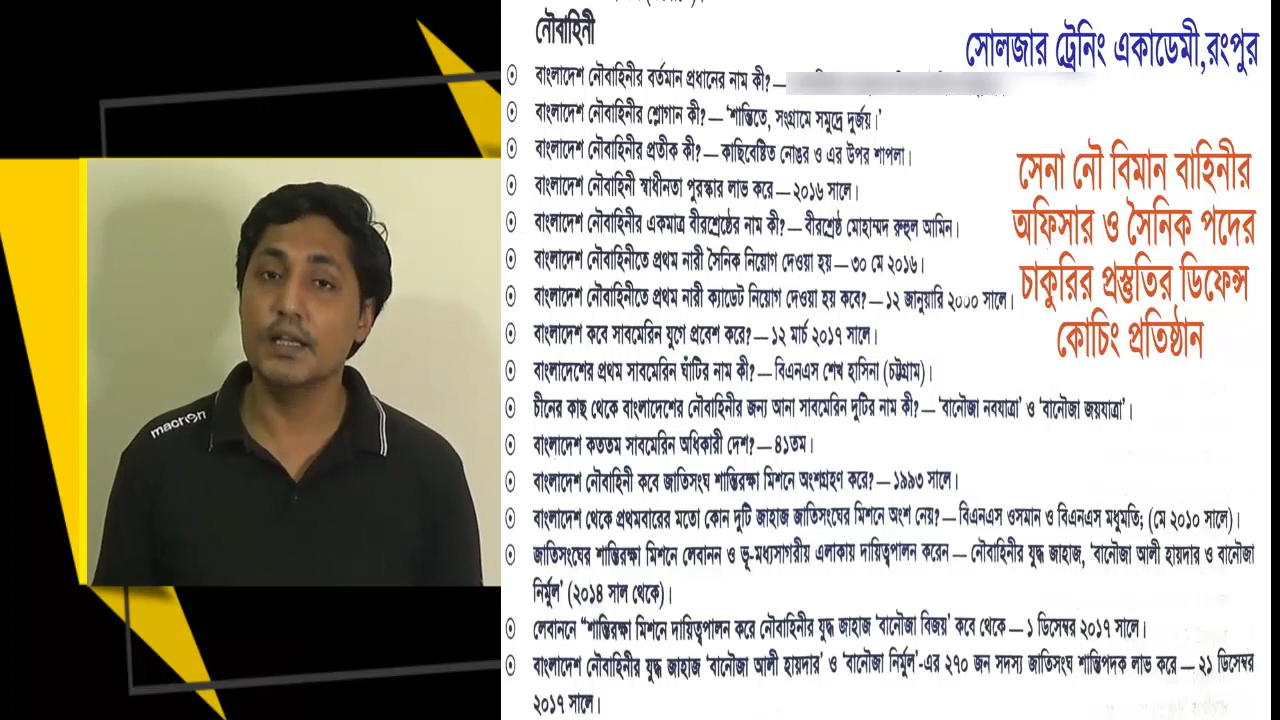 নৌবাহিনী
সোলজার ট্রেনিং একাডেমী,রংপুর
বাংলাদেশ নৌবাহিনীর বর্তমান প্রধানের নাম কী? —
বাংলাদেশ নৌবাহিনীর শ্লোগান কী? — 'শান্তিতে, সংগ্রামে সমুদ্রে দুর্জয়।'
বাংলাদেশ নৌবাহিনীর প্রতীক কী? — কাছিবেষ্টিত নোঙর ও এর উপর শাপলা।
বাংলাদেশ নৌবাহিনী স্বাধীনতা পুরস্কার লাভ করে — ২০১৬ সালে।
বাংলাদেশ নৌবাহিনীর একমাত্র বীরশ্রেষ্ঠের নাম কী? — বীরশ্রেষ্ঠ মোহাম্মদ রুহুল আমিন।
বাংলাদেশ নৌবাহিনীতে প্রথম নারী সৈনিক নিয়োগ দেওয়া হয় — ৩০ মে ২০১৬।
বাংলাদেশ নৌবাহিনীতে প্রথম নারী ক্যাডেট নিয়োগ দেওয়া হয় কবে? — ১২ জানুয়ারি ২০০০ সালে।
বাংলাদেশ কবে সাবমেরিন যুগে প্রবেশ করে? — ১২ মার্চ ২০১৭ সালে।
বাংলাদেশের প্রথম সাবমেরিন ঘাঁটির নাম কী? — বিএনএস শেখ হাসিনা (চট্টগ্রাম)।
চীনের কাছ থেকে বাংলাদেশের নৌবাহিনীর জন্য আনা সাবমেরিন দুটির নাম কী? — 'বানৌজা নবযাত্রা' ও 'বানৌজা জয়যাত্রা'।
বাংলাদেশ কততম সাবমেরিন অধিকারী দেশ? — ৪১তম।
বাংলাদেশ নৌবাহিনী কবে জাতিসংঘ শান্তিরক্ষা মিশনে অংশগ্রহণ করে? — ১৯৯৩ সালে।
বাংলাদেশ থেকে প্রথমবারের মতো কোন দুটি জাহাজ জাতিসংঘের মিশনে অংশ নেয়? — বিএনএস ওসমান ও বিএনএস মধুমতি; (মে ২০১০ সালে)।
জাতিসংঘের শান্তিরক্ষা মিশনে লেবানন ও ভূ-মধ্যসাগরীয় এলাকায় দায়িত্বপালন করেন — নৌবাহিনীর যুদ্ধ জাহাজ, 'বানৌজা আলী হায়দার ও বানৌজা
নির্মূল' (২০১৪ সাল থেকে)।
লেবাননে "শান্তিরক্ষা মিশনে দায়িত্বপালন করে নৌবাহিনীর যুদ্ধ জাহাজ 'বানৌজা বিজয়' কবে থেকে — ১ ডিসেম্বর ২০১৭ সালে।
বাংলাদেশ নৌবাহিনীর যুদ্ধ জাহাজ 'বানৌজা আলী হায়দার' ও 'বানৌজা নির্মূল'-এর ২৭০ জন সদস্য জাতিসংঘ শান্তিপদক লাভ করে — ২১ ডিসেম্বর
২০১৭ সালে।
সেনা নৌ বিমান বাহিনীর
অফিসার ও সৈনিক পদের
চাকুরির প্রস্তুতির ডিফেন্স
কোচিং প্রতিষ্ঠান
macron